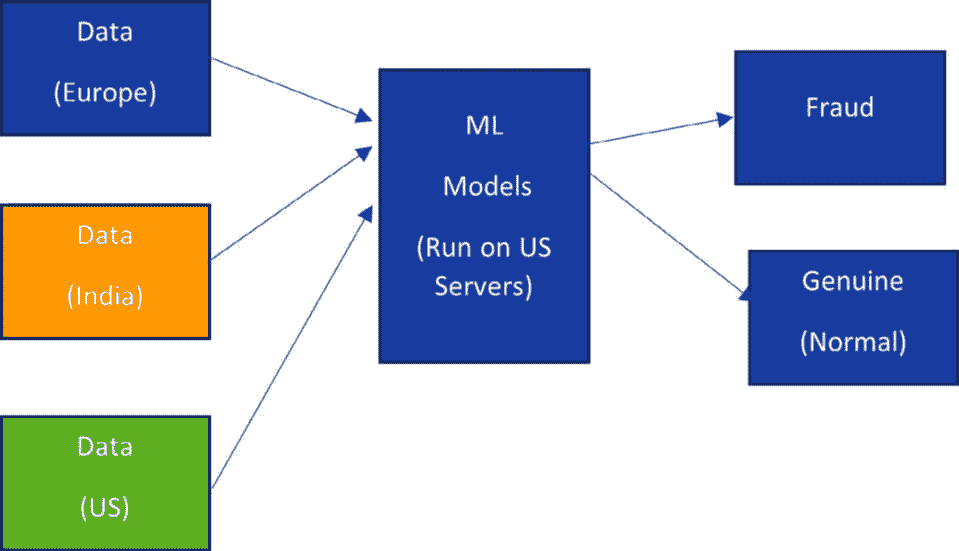 Data
(Europe)
Data
(India)
Data
(US)
ML
Models
(Run on US
Servers)
Fraud
Genuine
(Normal)